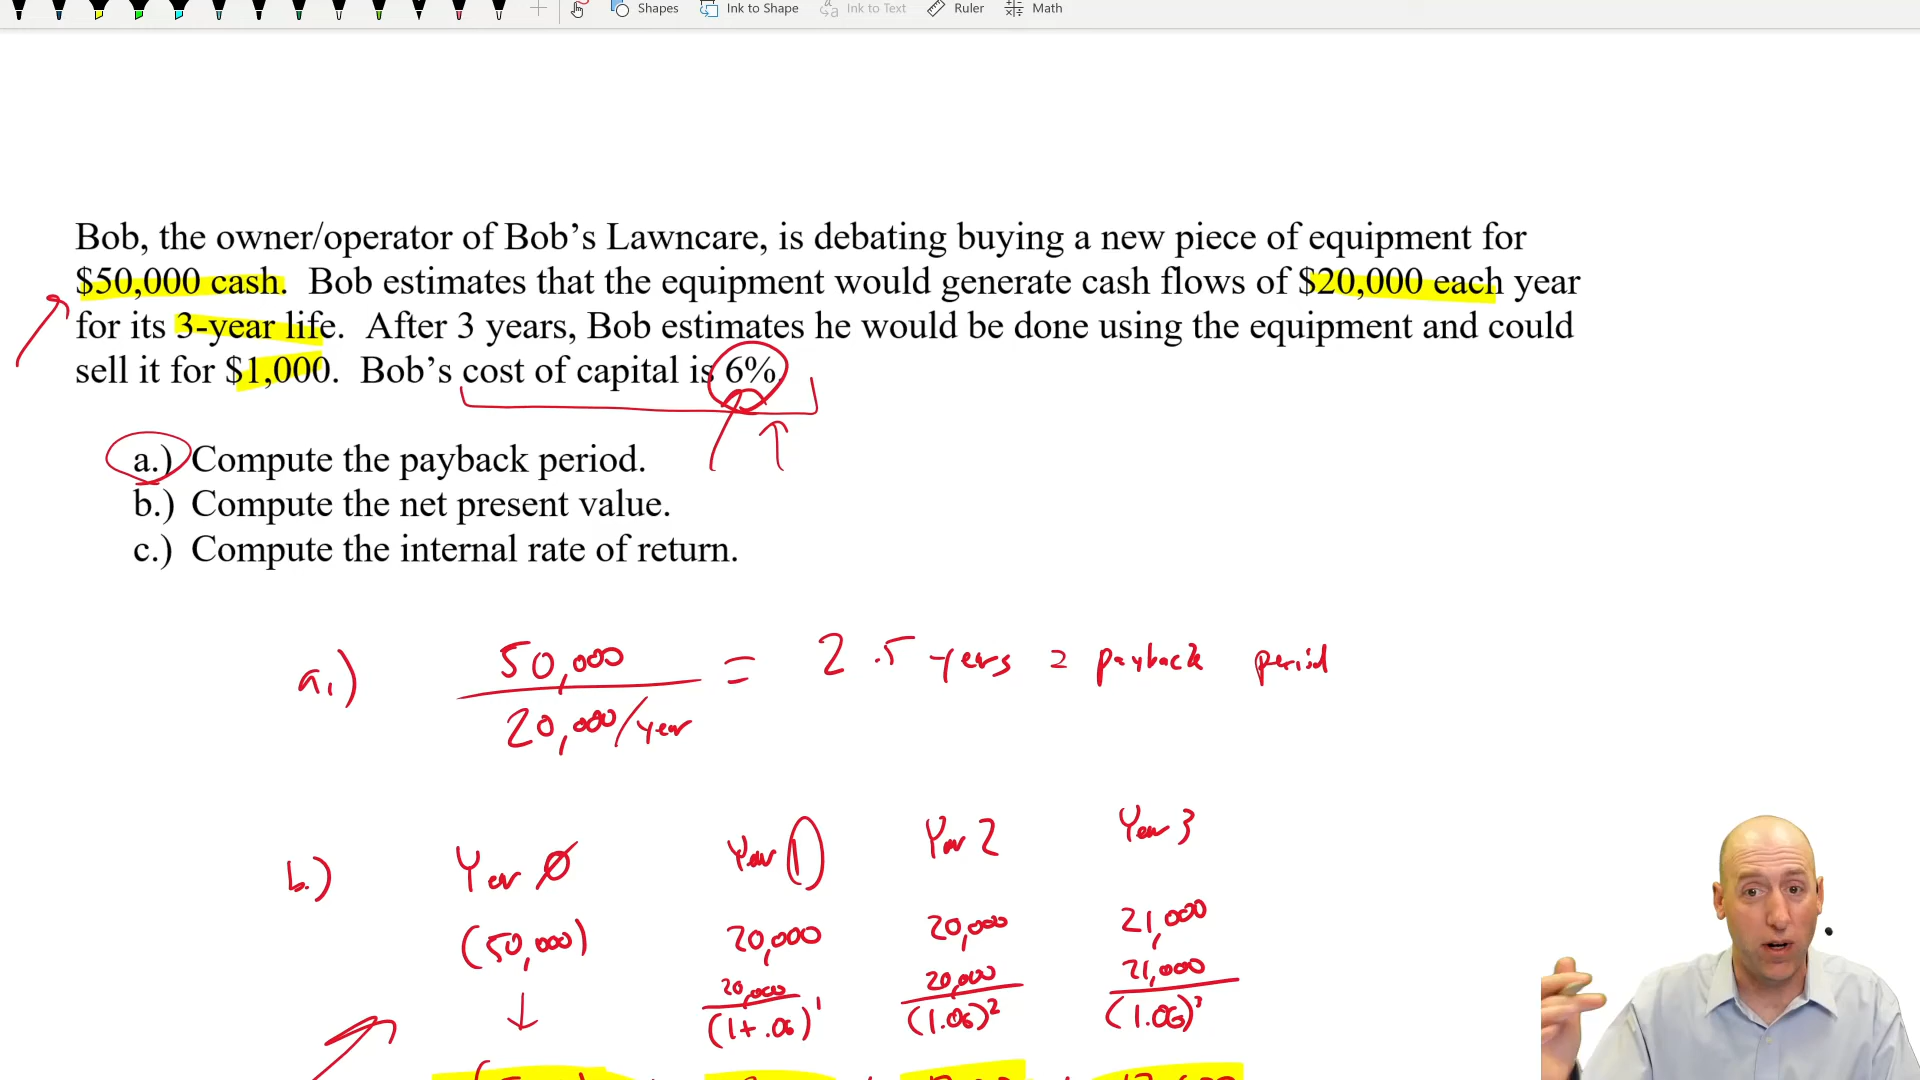 Shapes Ink to Shape Ink to Text Ruler Math
Bob, the owner/operator of Bob’s Lawncare, is debating buying a new piece of equipment for
$50,000 cash. Bob estimates that the equipment would generate cash flows of $20,000 each year
for its 3-year life. After 3 years, Bob estimates he would be done using the equipment and could
sell it for $1,000. Bob’s cost of capital is 6%.
a.) Compute the payback period.
b.) Compute the net present value.
c.) Compute the internal rate of return.
a.) 50,000 = 2.5 years = payback period
20,000/year
b.) Year 0 Year 1 Year 2 Year 3
(50,000) 20,000 20,000 21,000
20,000 20,000 21,000
(1+.06)¹ (1.06)² (1.06)³